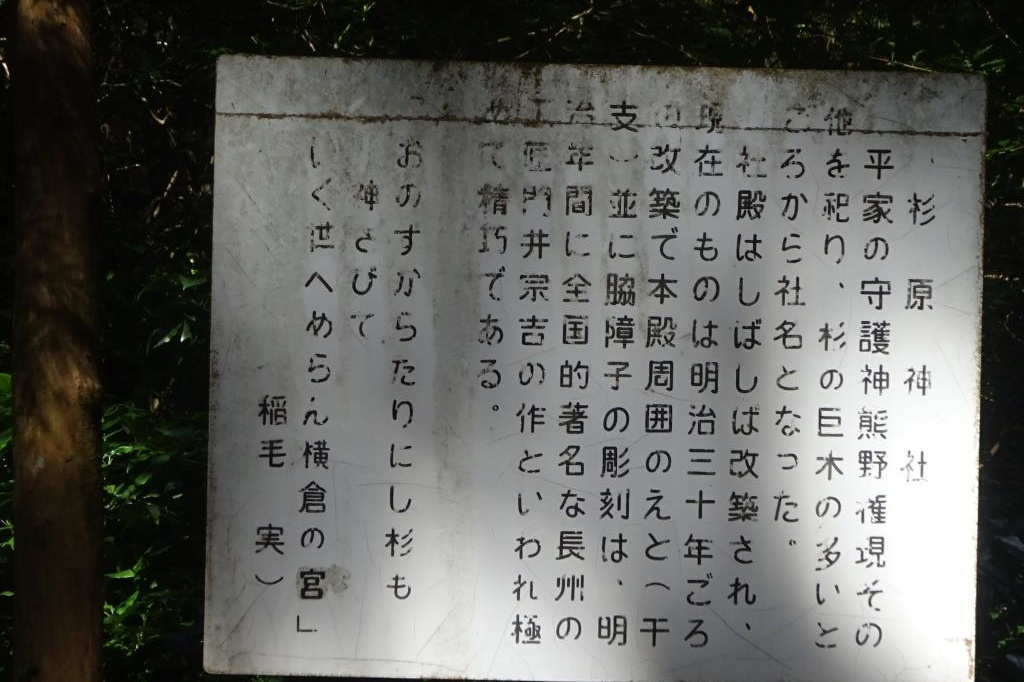 杉原神社
平家の守護神熊野権現その
他を祀り、杉の巨木の多いと
ころから社名となった。
社殿はしばしば改築され、
現在のものは明治三十年ごろ
の改築で本殿周囲のえと(干
支)並に脇障子の彫刻は、明
治年間に全国的著名な長州の
工匠門井宗吉の作といわれ極
めて精巧である。
おのすからたりにし杉も
神さびて
いく世へめらん横倉の宮」
稲毛 実)